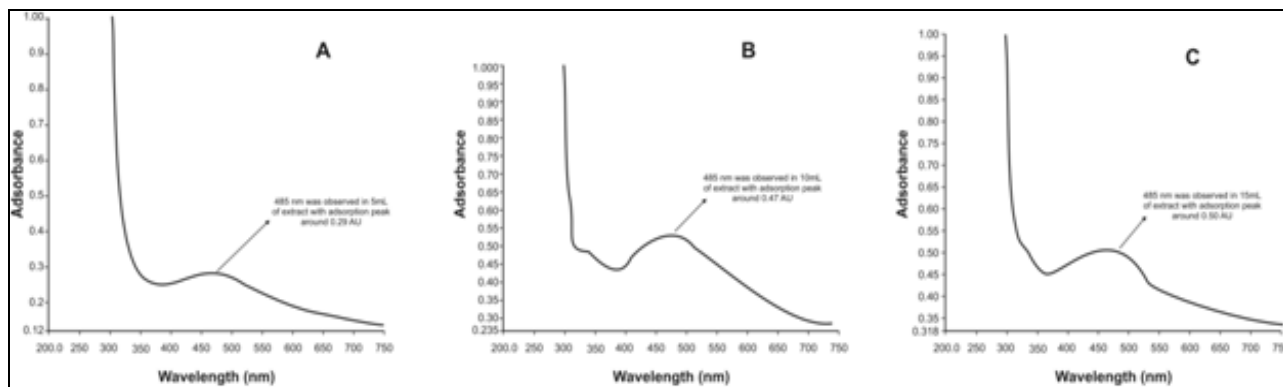 A
1.00
0.9
0.8
0.7
0.6
0.5
0.4
0.3
0.2
0.12
Adsorbance
485 nm was observed in 5mL
of extract with adsorption peak
around 0.29 AU
200.0 300 350 400 450 500 550 600 650 700 750
Wavelength (nm)
B
1.000
0.95
0.90
0.85
0.80
0.75
0.70
0.65
0.60
0.55
0.50
0.45
0.40
0.35
0.30
0.235
Adsorbance
485 nm was observed in 10mL
of extract with adsorption peak
around 0.47 AU
200.0 300 350 400 450 500 550 600 650 700 750
Wavelength (nm)
C
1.00
0.95
0.90
0.85
0.80
0.75
0.70
0.65
0.60
0.55
0.50
0.45
0.40
0.35
0.318
Adsorbance
485 nm was observed in 15mL
of extract with adsorption peak
around 0.50 AU
200.0 300 350 400 450 500 550 600 650 700 750
Wavelength (nm)